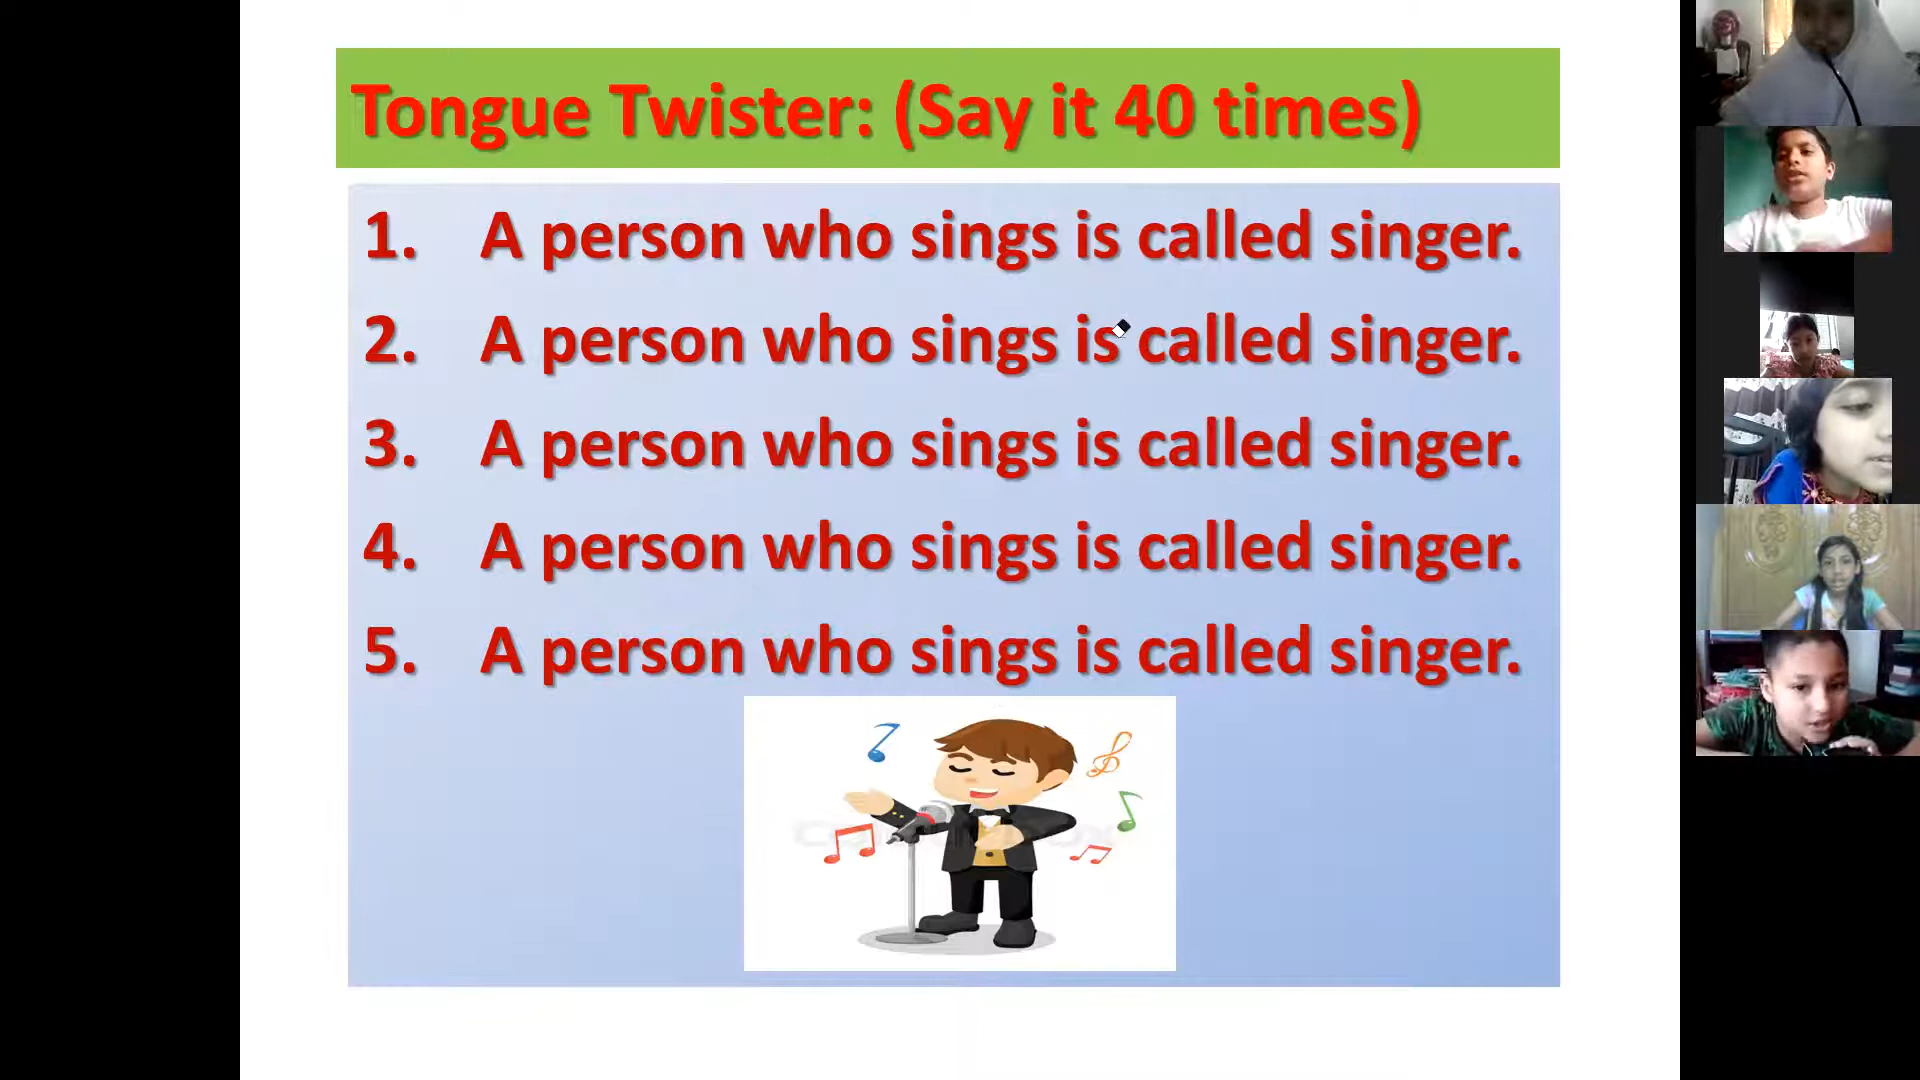 Tongue Twister: (Say it 40 times)
1. A person who sings is called singer.
2. A person who sings is called singer.
3. A person who sings is called singer.
4. A person who sings is called singer.
5. A person who sings is called singer.